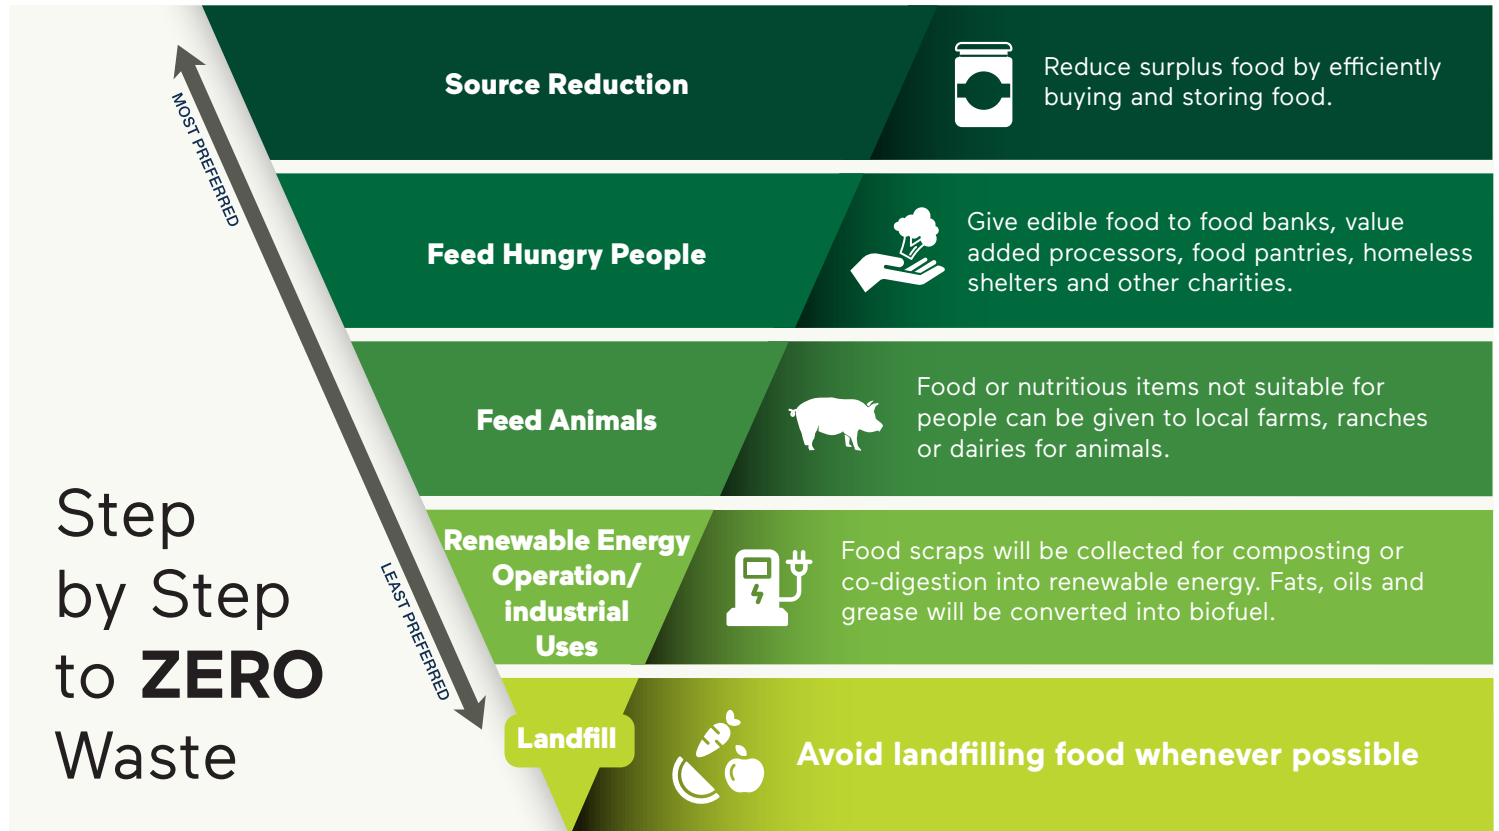 MOST PREFERRED
LEAST PREFERRED
Step
by Step
to ZERO
Waste
Source Reduction
Reduce surplus food by efficiently
buying and storing food.
Feed Hungry People
Give edible food to food banks, value
added processors, food pantries, homeless
shelters and other charities.
Feed Animals
Food or nutritious items not suitable for
people can be given to local farms, ranches
or dairies for animals.
Renewable Energy
Operation/
industrial
Uses
Food scraps will be collected for composting or
co-digestion into renewable energy. Fats, oils and
grease will be converted into biofuel.
Landfill
Avoid landfilling food whenever possible